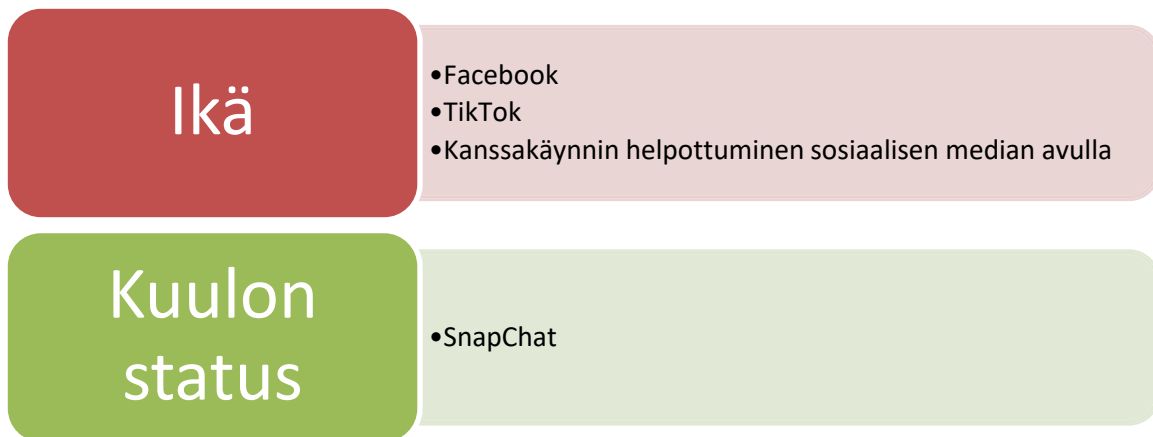 Ikä
•Facebook
•TikTok
•Kanssakäynnin helpottuminen sosiaalisen median avulla
Kuulon
status
•SnapChat